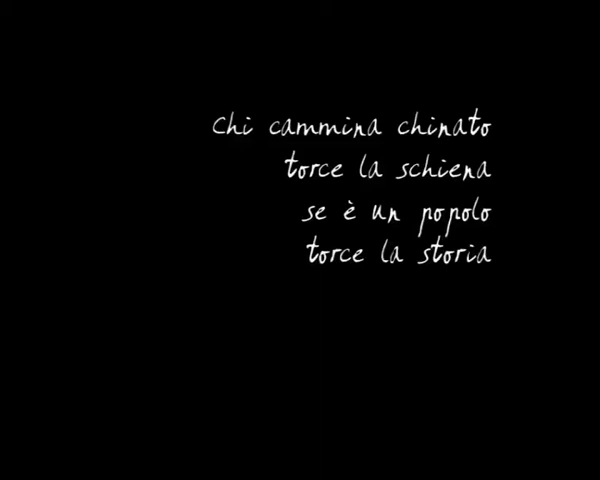 Chi cammina chinato
torce la schiena
se è un popolo
torce la storia